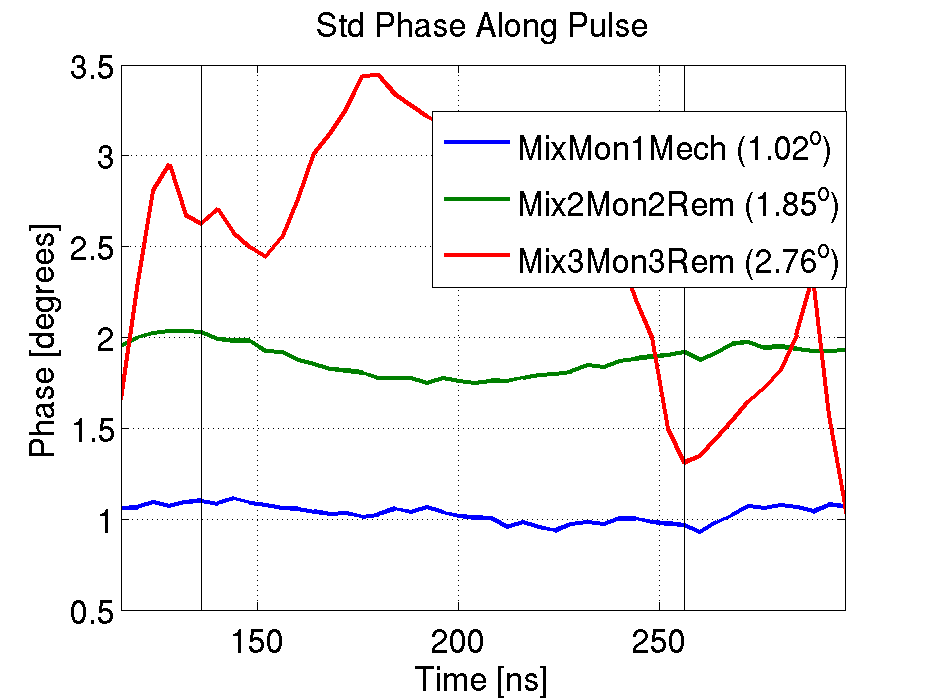 Std Phase Along Pulse
3.5
3
2.5
2
1.5
1
0.5
Phase [degrees]
MixMon1Mech (1.02°)
Mix2Mon2Rem (1.85°)
Mix3Mon3Rem (2.76°)
150
200
250
Time [ns]